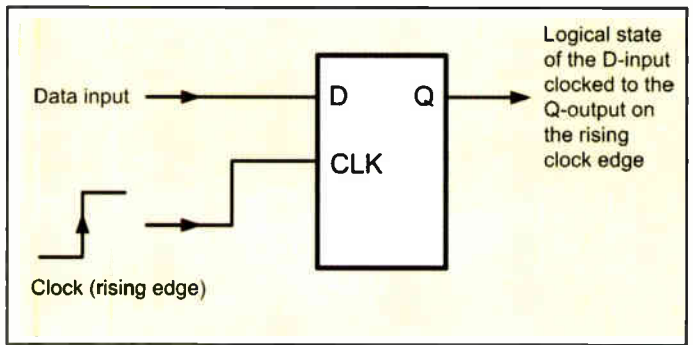 Data input
D
Q
CLK
Clock (rising edge)
Logical state
of the D-input
clocked to the
Q-output on
the rising
clock edge